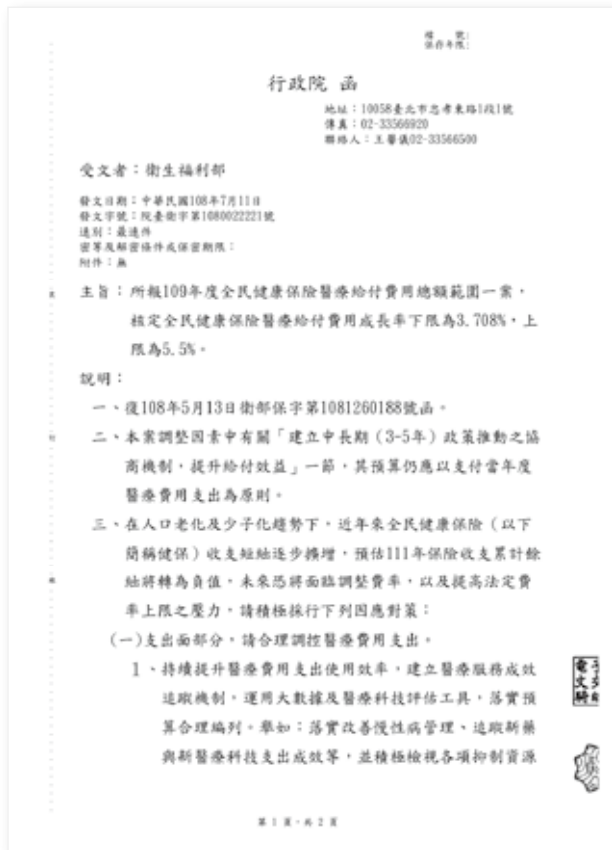 檔　號：
保存年限：
行政院 函
地址：10058臺北市忠孝東路1段1號
傳真：02-33566920
聯絡人：王馨儀02-33566500
受文者：衛生福利部
發文日期：中華民國108年7月11日
發文字號：院臺衛字第1080022221號
速別：最速件
密等及解密條件或保密期限：
附件：無
主旨：所報109年度全民健康保險醫療給付費用總額範圍一案，
核定全民健康保險醫療給付費用成長率下限為3.708%，上
限為5.5%。
說明：
一、復108年5月13日衛部保字第1081260188號函。
二、本案調整因素中有關「建立中長期（3-5年）政策推動之協
商機制，提升給付效益」一節，其預算仍應以支付當年度
醫療費用支出為原則。
三、在人口老化及少子化趨勢下，近年來全民健康保險（以下
簡稱健保）收支短絀逐步擴增，預估111年保險收支累計餘
絀將轉為負值，未來恐將面臨調整費率，以及提高法定費
率上限之壓力，請積極採行下列因應對策：
(一)支出面部分，請合理調控醫療費用支出。
1、持續提升醫療費用支出使用效率，建立醫療服務成效
追蹤機制，運用大數據及醫療科技評估工具，落實預
算合理編列。舉如：落實改善慢性病管理、追蹤新藥
與新醫療科技支出成效等，並積極檢視各項抑制資源
第 1 頁，共 2 頁